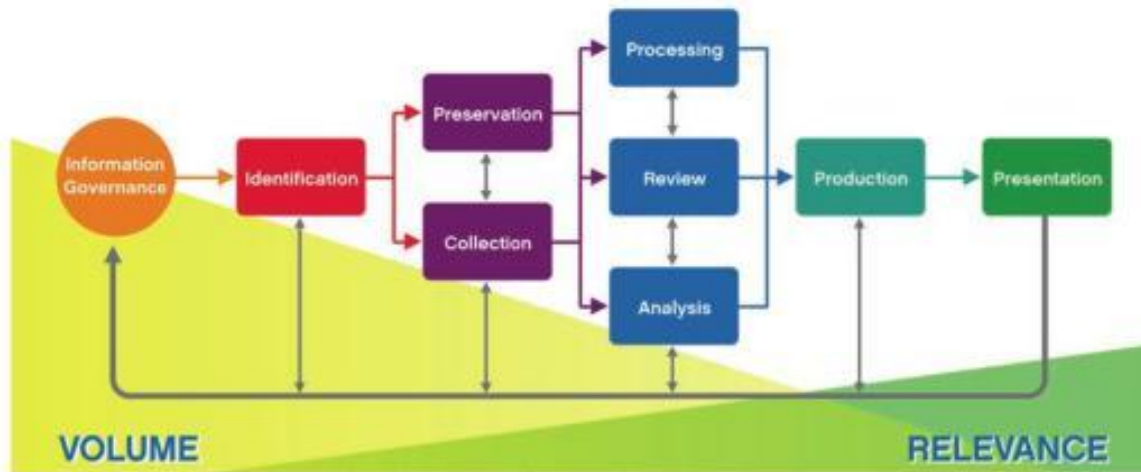 Processing
Preservation
Information
Governance
Identification
Review
Production
Presentation
Collection
Analysis
VOLUME
RELEVANCE